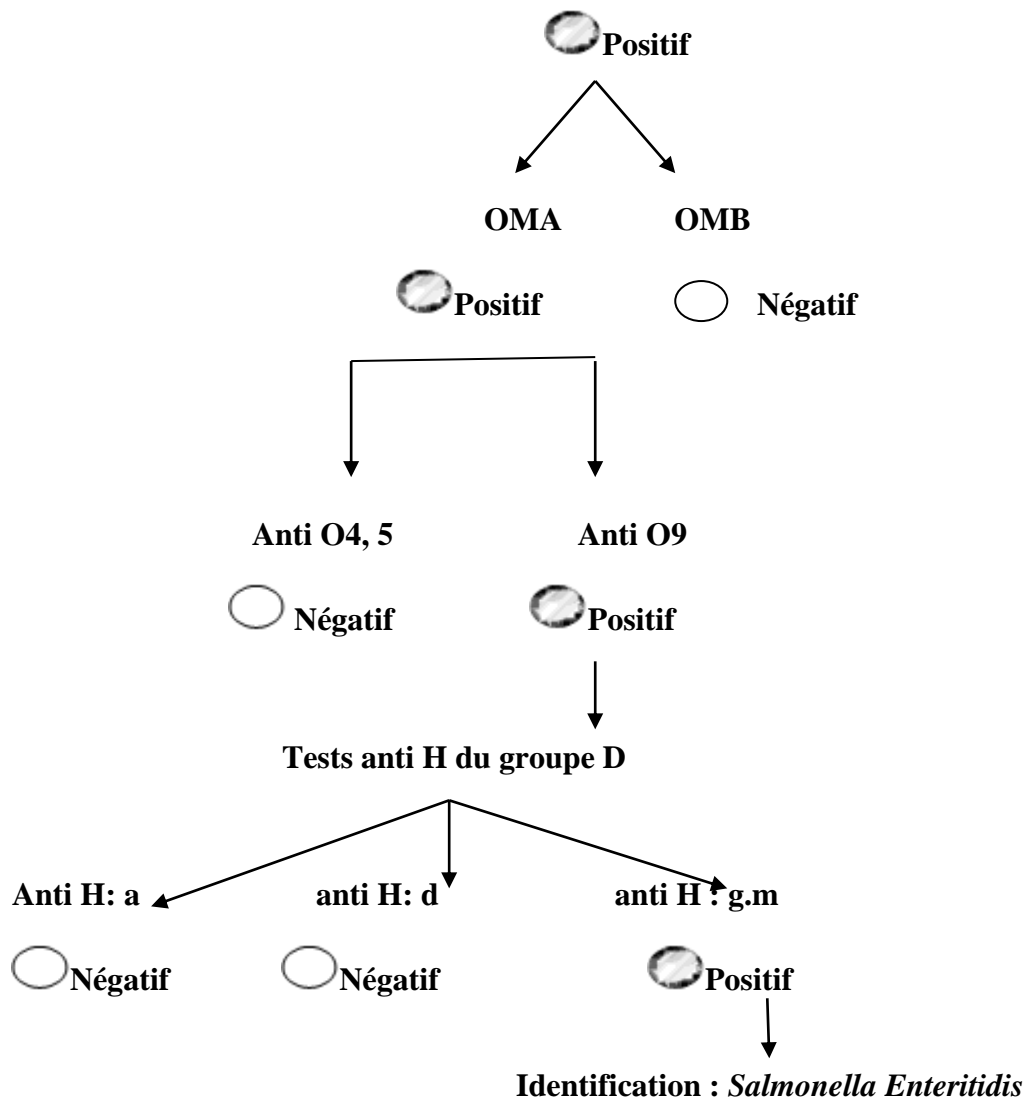 Positif
OMA OMB
Positif Négatif
Anti O4, 5 Anti O9
Négatif Positif
Tests anti H du groupe D
Anti H: a anti H: d anti H : g.m
Négatif Négatif Positif
Identification : Salmonella Enteritidis